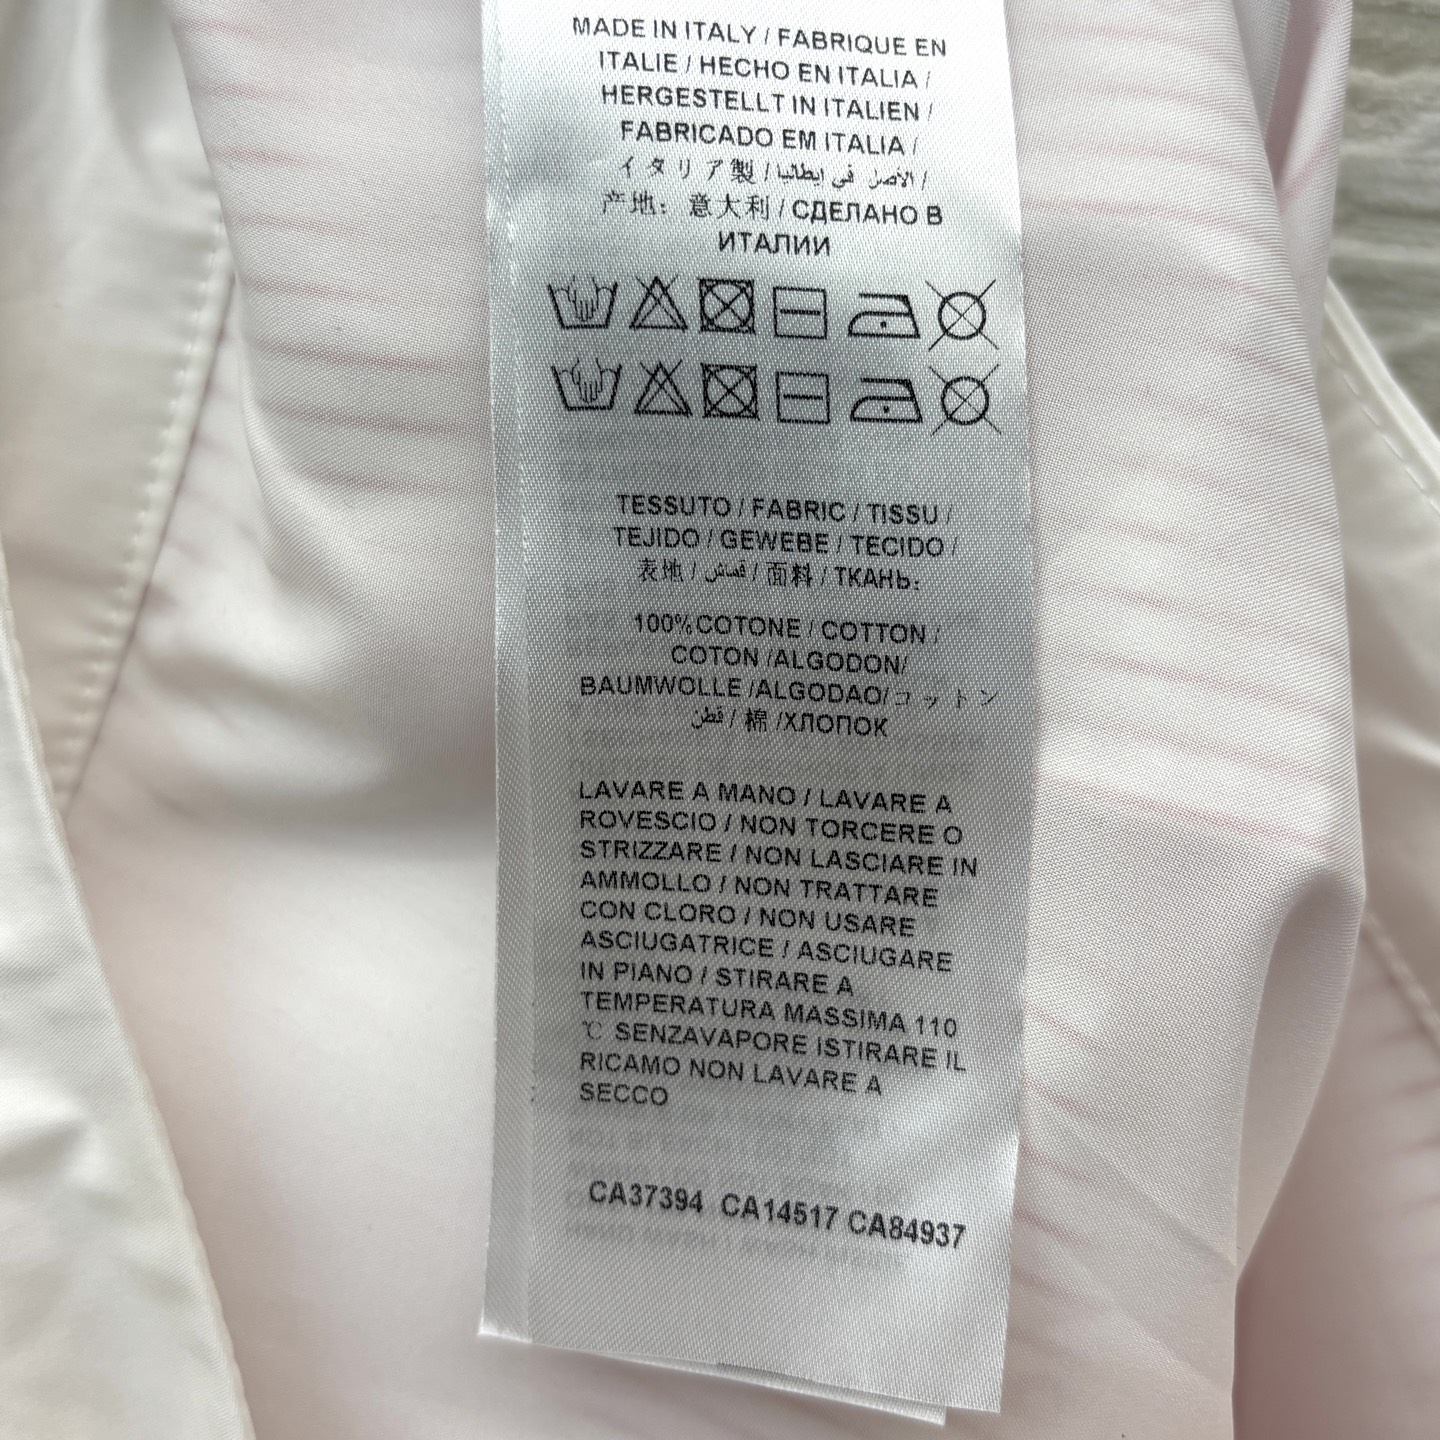 MADE IN ITALY / FABRIQUE EN
ITALIE / HECHO EN ITALIA /
HERGESTELLT IN ITALIEN /
FABRICADO EM ITALIA /
イタリア製 / الأصل في إيطاليا /
产地: 意大利 / СДЕЛАНО В
ИТАЛИИ
TESSUTO / FABRIC / TISSU /
TEJIDO / GEWEBE / TECIDO /
表地 / قماش / 面料 / ТКАНЬ:
100%COTONE / COTTON /
COTON /ALGODON/
BAUMWOLLE /ALGODAO/コットン
قطن / 棉 /ХЛОПОК
LAVARE A MANO / LAVARE A
ROVESCIO / NON TORCERE O
STRIZZARE / NON LASCIARE IN
AMMOLLO / NON TRATTARE
CON CLORO / NON USARE
ASCIUGATRICE / ASCIUGARE
IN PIANO / STIRARE A
TEMPERATURA MASSIMA 110
℃ SENZAVAPORE ISTIRARE IL
RICAMO NON LAVARE A
SECCO
CA37394 CA14517 CA84937